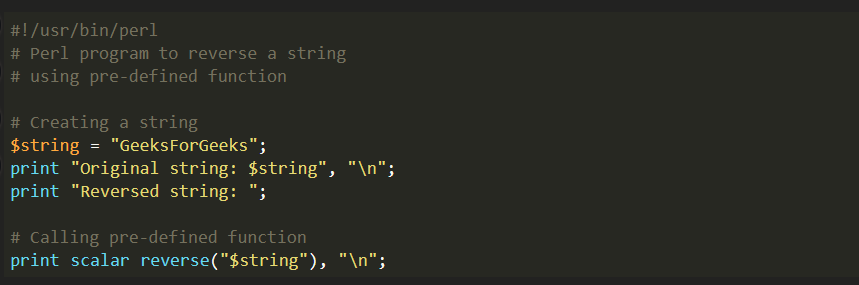 #!/usr/bin/perl
# Perl program to reverse a string
# using pre-defined function
# Creating a string
$string = "GeeksForGeeks";
print "Original string: $string", "\n";
print "Reversed string: ";
# Calling pre-defined function
print scalar reverse("$string"), "\n";